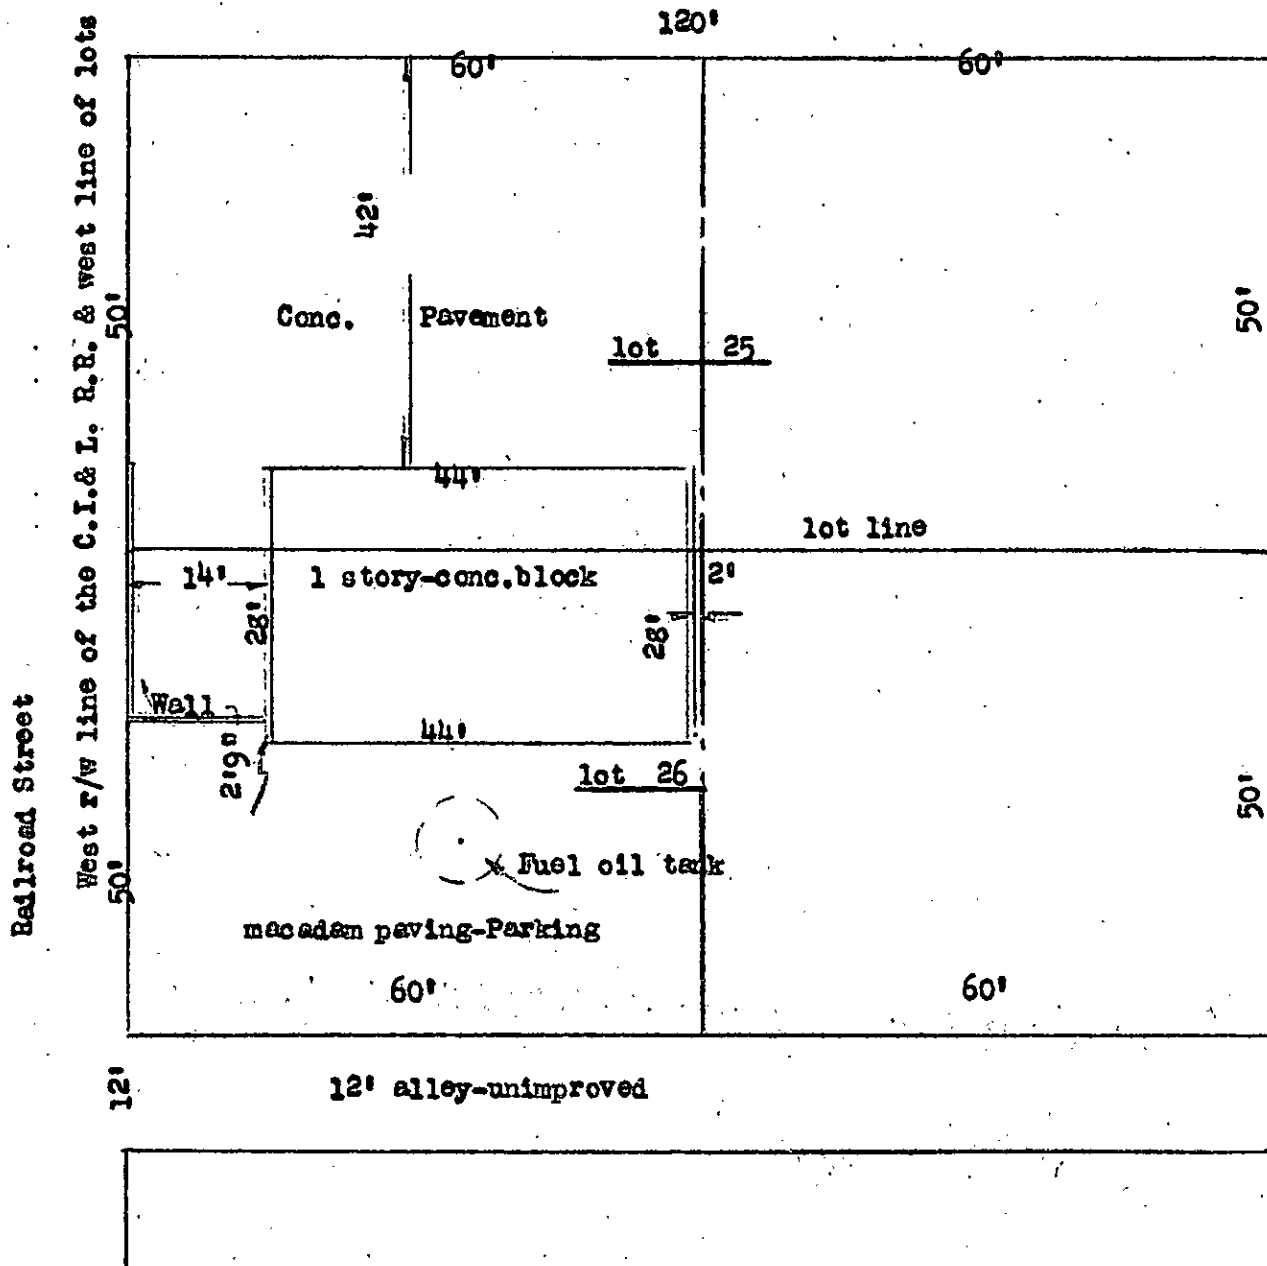 120'
60'
60'
West r/w line of the C.I.& L. R.R. & west line of lots
Railroad Street
42'
50'
50'
Conc. Pavement
lot 25
44'
lot line
14'
1 story-conc.block
2'
28'
28'
Wall
44'
2'9"
lot 26
50'
50'
Fuel oil tank
macadam paving-Parking
60'
60'
12'
12' alley-unimproved